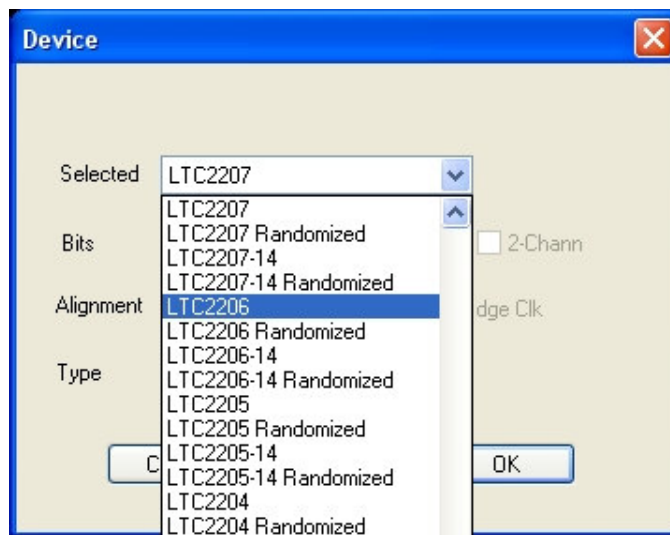 Device
Selected
LTC2207
LTC2207
LTC2207 Randomized
Bits
2-Chann
LTC2207-14
LTC2207-14 Randomized
Alignment
LTC2206
dge Clk
LTC2206 Randomized
LTC2206-14
Type
LTC2206-14 Randomized
LTC2205
LTC2205 Randomized
LTC2205-14
C
OK
LTC2205-14 Randomized
LTC2204
LTC2204 Randomized